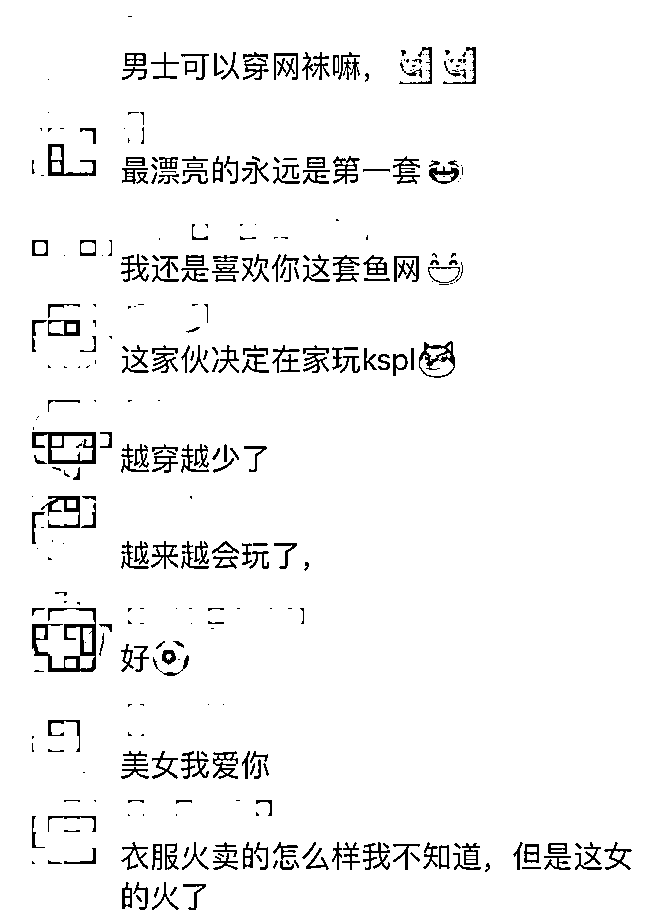 男士可以穿网袜嘛，
最漂亮的永远是第一套😄
我还是喜欢你这套鱼网😄
这家伙决定在家玩kspl
越穿越少了
越来越会玩了，
好⚽
美女我爱你
衣服火卖的怎么样我不知道，但是这女
的火了